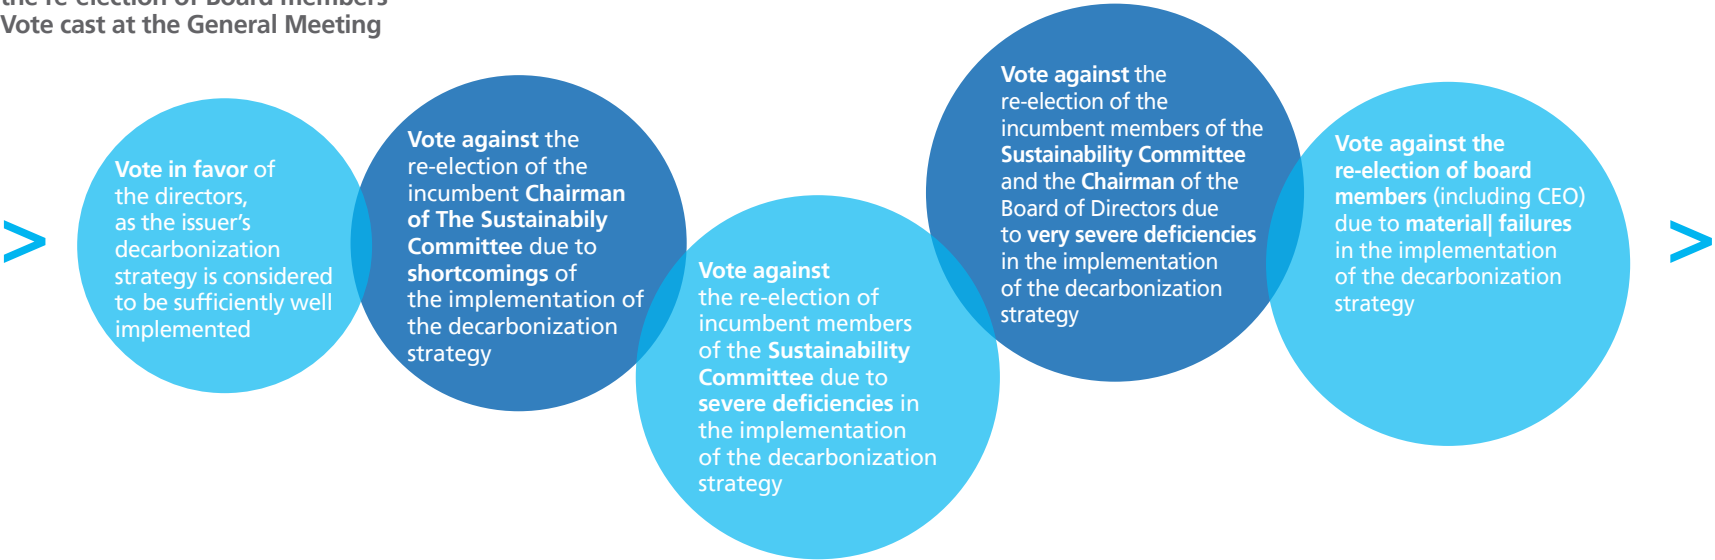 the re-election of Board members
Vote cast at the General Meeting
>
Vote in favor of
the directors,
as the issuer's
decarbonization
strategy is considered
to be sufficiently well
implemented
Vote against the
re-election of the
incumbent Chairman
of The Sustainabily
Committee due to
shortcomings of
the implementation of
the decarbonization
strategy
Vote against
the re-election of
incumbent members
of the Sustainability
Committee due to
severe deficiencies in
the implementation
of the decarbonization
strategy
Vote against the
re-election of the
incumbent members of the
Sustainability Committee
and the Chairman of the
Board of Directors due
to very severe deficiencies
in the implementation
of the decarbonization
strategy
Vote against the
re-election of board
members (including CEO)
due to material| failures
in the implementation
of the decarbonization
strategy
>